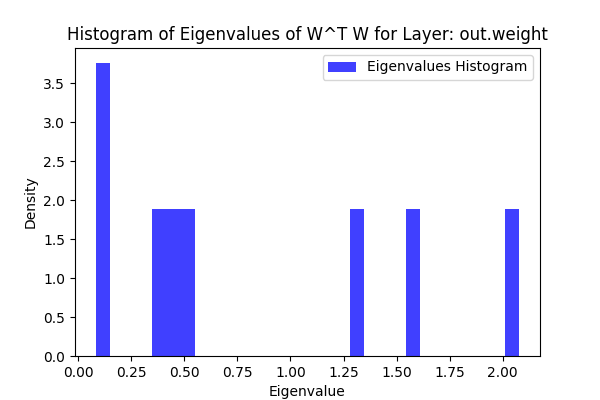 Histogram of Eigenvalues of W^T W for Layer: out.weight
Eigenvalues Histogram
3.5
3.0
2.5
2.0
1.5
1.0
0.5
0.0
Density
0.00 0.25 0.50 0.75 1.00 1.25 1.50 1.75 2.00
Eigenvalue